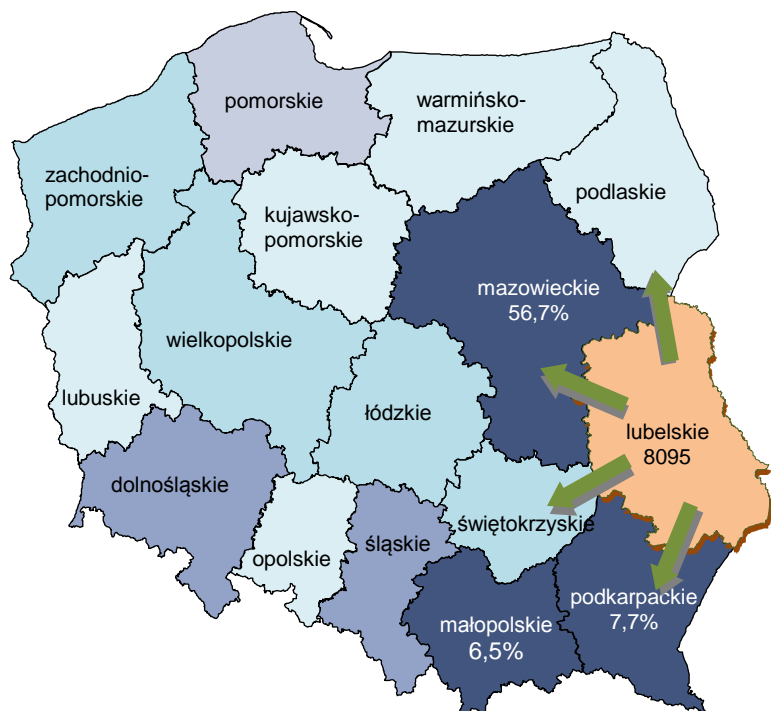 pomorskie
warmińsko-
mazurskie
zachodnio-
pomorskie
podlaskie
kujawsko-
pomorskie
mazowieckie
56,7%
wielkopolskie
lubuskie
łódzkie
lubelskie
8095
dolnośląskie
świętokrzyskie
opolskie
śląskie
podkarpackie
7,7%
małopolskie
6,5%